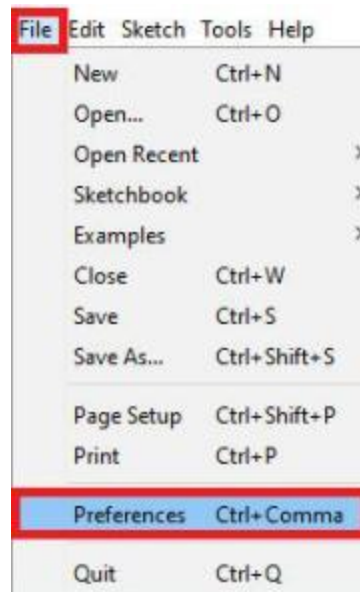 File Edit Sketch Tools Help
New Ctrl+N
Open... Ctrl+O
Open Recent
Sketchbook
Examples
Close Ctrl+W
Save Ctrl+S
Save As... Ctrl+Shift+S
Page Setup Ctrl+Shift+P
Print Ctrl+P
Preferences Ctrl+Comma
Quit Ctrl+Q